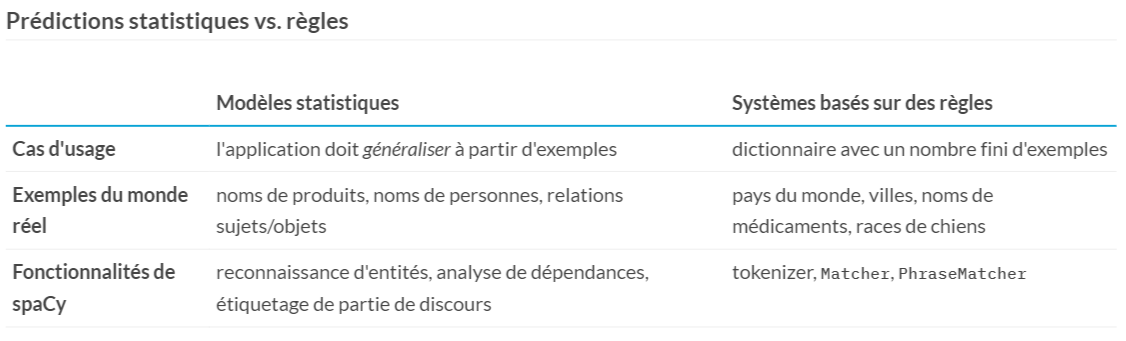 Prédictions statistiques vs. règles
Modèles statistiques Systèmes basés sur des règles
Cas d'usage l'application doit généraliser à partir d'exemples dictionnaire avec un nombre fini d'exemples
Exemples du monde noms de produits, noms de personnes, relations pays du monde, villes, noms de
réel sujets/objets médicaments, races de chiens
Fonctionnalités de reconnaissance d'entités, analyse de dépendances, tokenizer, Matcher, PhraseMatcher
spaCy étiquetage de partie de discours